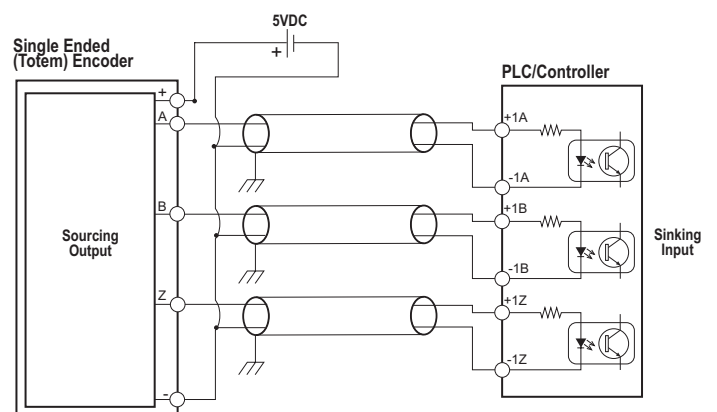 5VDC
+
Single Ended
(Totem) Encoder
PLC/Controller
+
A
+1A
-1A
B
+1B
Sourcing
Output
Sinking
Input
-1B
Z
+1Z
-1Z
-